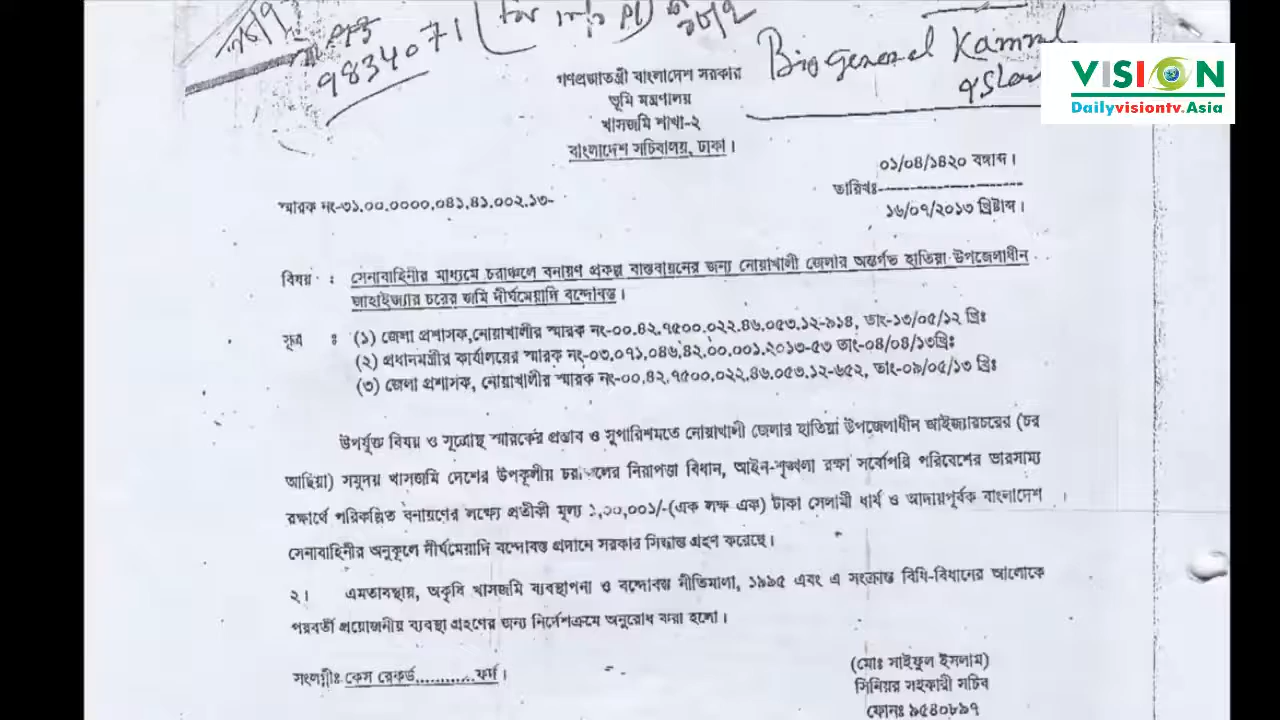 9834071
for info Pl
Brig General Kamrul
VISION
Dailyvisiontv.Asia
গণপ্রজাতন্ত্রী বাংলাদেশ সরকার
ভূমি মন্ত্রণালয়
খাসজমি শাখা-২
বাংলাদেশ সচিবালয়, ঢাকা।
০১/০৪/১৪২০ বঙ্গাব্দ।
তারিখঃ------------------------
১৬/০৭/২০১৩ খ্রিষ্টাব্দ।
স্মারক নং-৩১.০০.০০০০.০৪১.৪১.০০২.১৩-
বিষয় : সেনাবাহিনীর মাধ্যমে চরাঞ্চলে বনায়ণ প্রকল্প বাস্তবায়নের জন্য নোয়াখালী জেলার অন্তর্গত হাতিয়া উপজেলাধীন
জাহাইজ্যার চরের জমি দীর্ঘমেয়াদি বন্দোবস্ত।
সূত্র ঃ (১) জেলা প্রশাসক,নোয়াখালীর স্মারক নং-০০.৪২.৭৫০০.০২২.৪৬.০৫৩.১২-৯১৪, তাং-১৩/০৫/১২ খ্রিঃ
(২) প্রধানমন্ত্রীর কার্যালয়ের স্মারক নং-০৩.০৭১.০৪৬.৪২.০০.০০১.২০১৩-৫৩ তাং-০৪/০৪/১৩খ্রিঃ
(৩) জেলা প্রশাসক, নোয়াখালীর স্মারক নং-০০.৪২.৭৫০০.০২২.৪৬.০৫৩.১২-৬৫২, তাং-০৯/০৫/১৩ খ্রিঃ
উপর্যুক্ত বিষয় ও সূত্রোস্থ স্মারকের প্রস্তাব ও সুপারিশমতে নোয়াখালী জেলার হাতিয়া উপজেলাধীন জাইজ্যারচরের (চর
আছিয়া) সমুদয় খাসজমি দেশের উপকূলীয় চরাঞ্চলের নিরাপত্তা বিধান, আইন-শৃঙ্খলা রক্ষা সর্বোপরি পরিবেশের ভারসাম্য
রক্ষার্থে পরিকল্পিত বনায়ণের লক্ষ্যে প্রতীকী মূল্য ১,০০,০০১/-(এক লক্ষ এক) টাকা সেলামী ধার্য ও আদায়পূর্বক বাংলাদেশ
সেনাবাহিনীর অনুকূলে দীর্ঘমেয়াদি বন্দোবস্ত প্রদানে সরকার সিদ্ধান্ত গ্রহণ করেছে।
২। এমতাবস্থায়, অকৃষি খাসজমি ব্যবস্থাপনা ও বন্দোবস্ত নীতিমালা, ১৯৯৫ এবং এ সংক্রান্ত বিধি-বিধানের আলোকে
পরবর্তী প্রয়োজনীয় ব্যবস্থা গ্রহণের জন্য নির্দেশক্রমে অনুরোধ করা হলো।
সংলগ্নীঃ কেস রেকর্ড...........ফর্দ।
(মোঃ সাইফুল ইসলাম)
সিনিয়র সহকারী সচিব
ফোনঃ ৯৫৪০৮৯৭